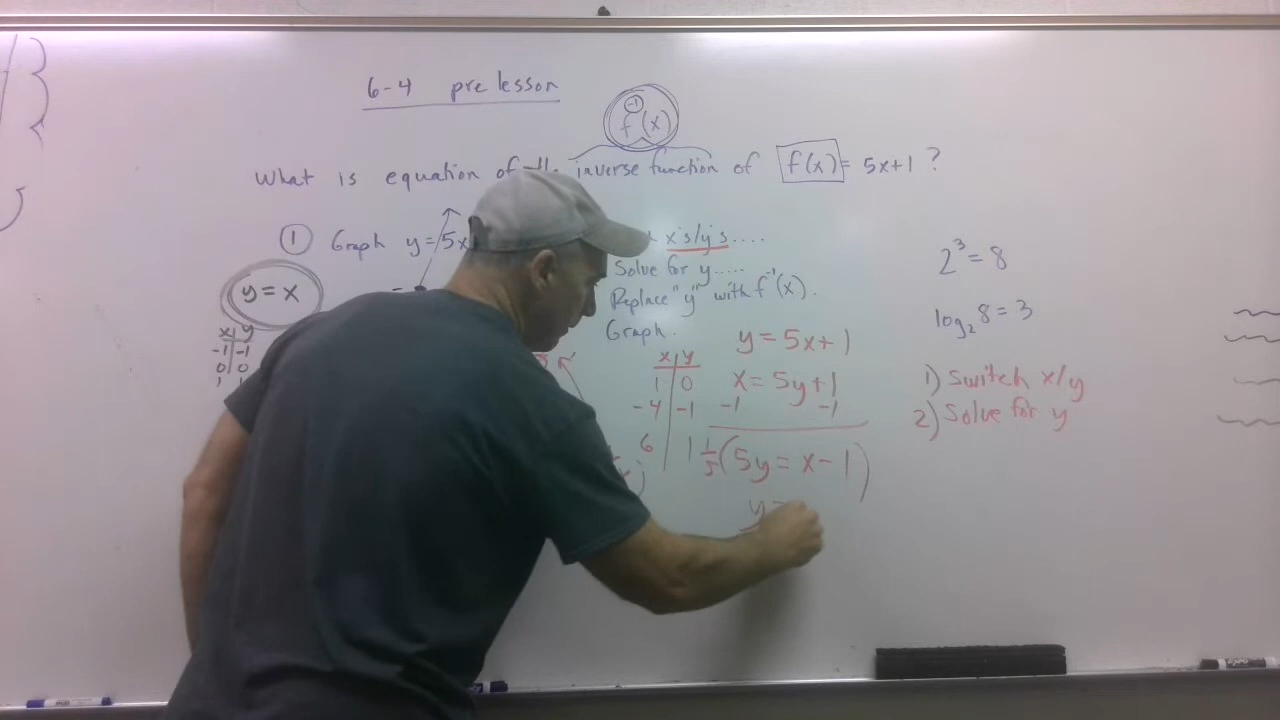 6-4 pre lesson
f⁻¹(x)
What is equation of the inverse function of f(x) = 5x+1 ?
① Graph y = 5x
x's/y's ....
Solve for y.....
Replace "y" with f⁻¹(x).
Graph.
y = x
x | y
-1 | -1
0 | 0
1 | 1
x | y
1 | 0
-4 | -1
6 | 1
y = 5x+1
x = 5y+1
-1 -1
1/5 (5y = x-1)
y =
2³ = 8
log₂ 8 = 3
1) Switch x/y
2) Solve for y